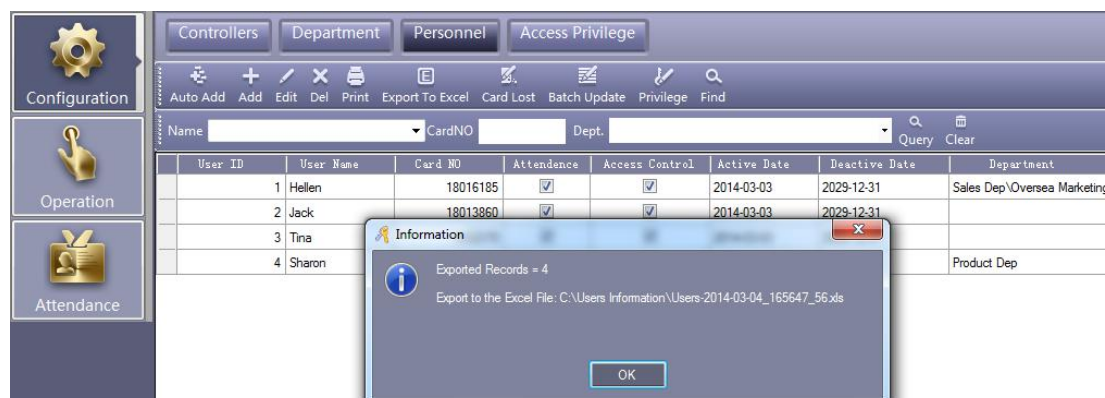 Controllers Department Personnel Access Privilege
Configuration
Auto Add Add Edit Del Print Export To Excel Card Lost Batch Update Privilege Find
Name CardNO Dept. Query Clear
User ID User Name Card NO Attendence Access Control Active Date Deactive Date Department
1 Hellen 18016185 2014-03-03 2029-12-31 Sales Dep\Oversea Marketing
Operation
2 Jack 18013860 2014-03-03 2029-12-31
3 Tina
4 Sharon Product Dep
Attendance
Information
Exported Records = 4
Export to the Excel File: C:\Users Information\Users-2014-03-04_165647_56.xls
OK